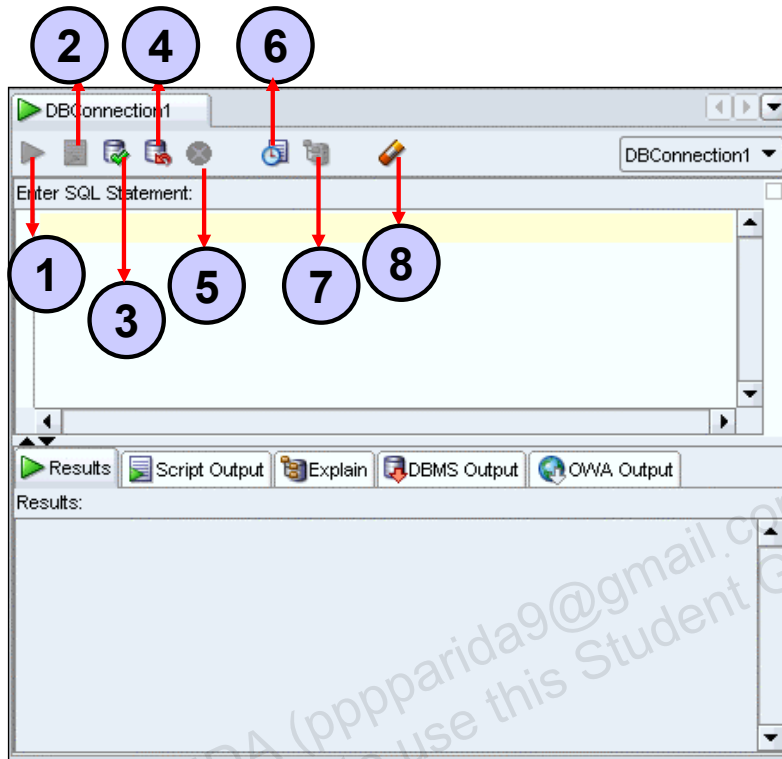 2 4 6
DBConnection1
DBConnection1
Enter SQL Statement:
1 3 5 7 8
Results Script Output Explain DBMS Output OWA Output
Results:
(pppparida9@gmail.com
use this Student G